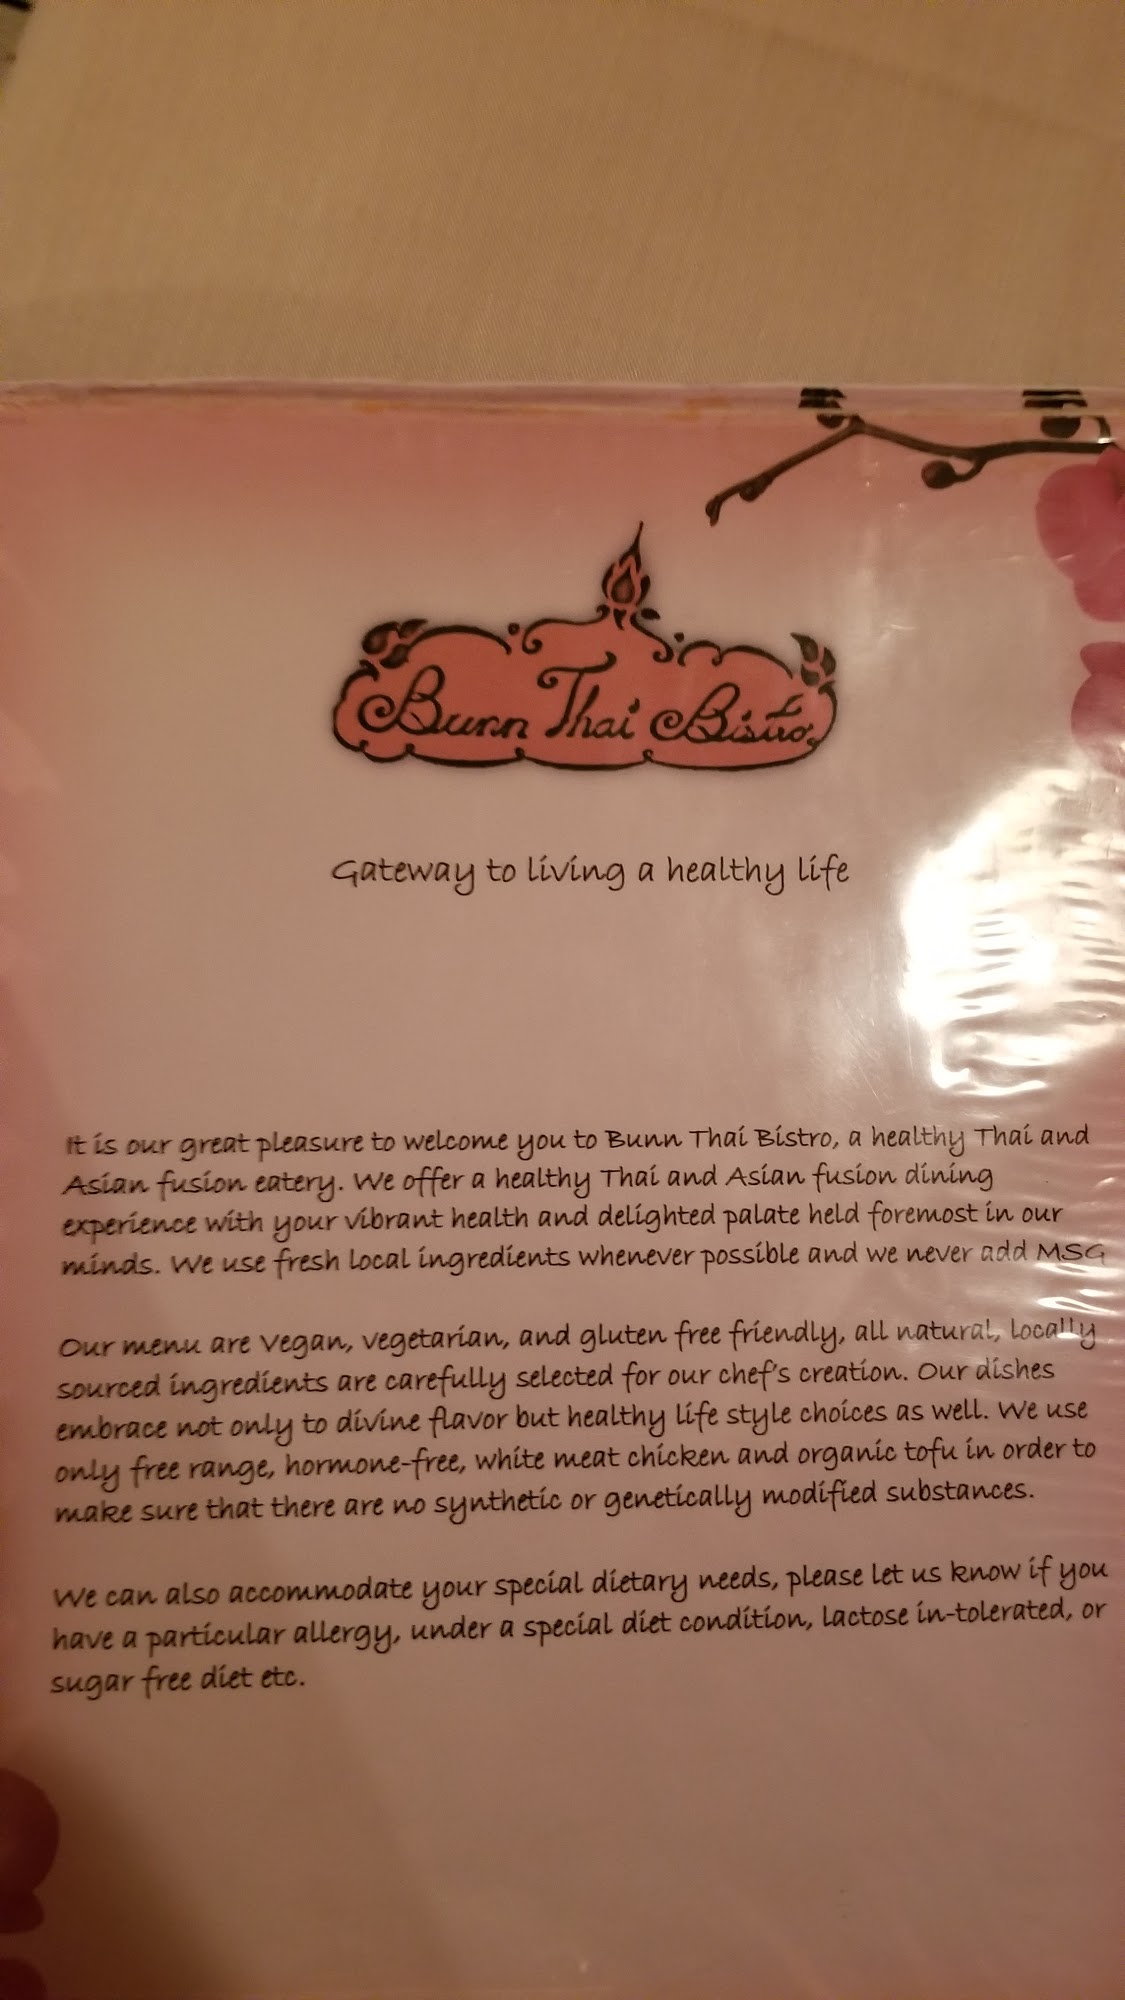 Bunn Thai Bistro
Gateway to living a healthy life
It is our great pleasure to welcome you to Bunn Thai Bistro, a healthy Thai and
Asian fusion eatery. We offer a healthy Thai and Asian fusion dining
experience with your vibrant health and delighted palate held foremost in our
minds. We use fresh local ingredients whenever possible and we never add MSG
Our menu are Vegan, vegetarian, and gluten free friendly, all natural, locally
sourced ingredients are carefully selected for our chef's creation. Our dishes
embrace not only to divine flavor but healthy life style choices as well. We use
only free range, hormone-free, white meat chicken and organic tofu in order to
make sure that there are no synthetic or genetically modified substances.
We can also accommodate your special dietary needs, please let us know if you
have a particular allergy, under a special diet condition, lactose in-tolerated, or
sugar free diet etc.